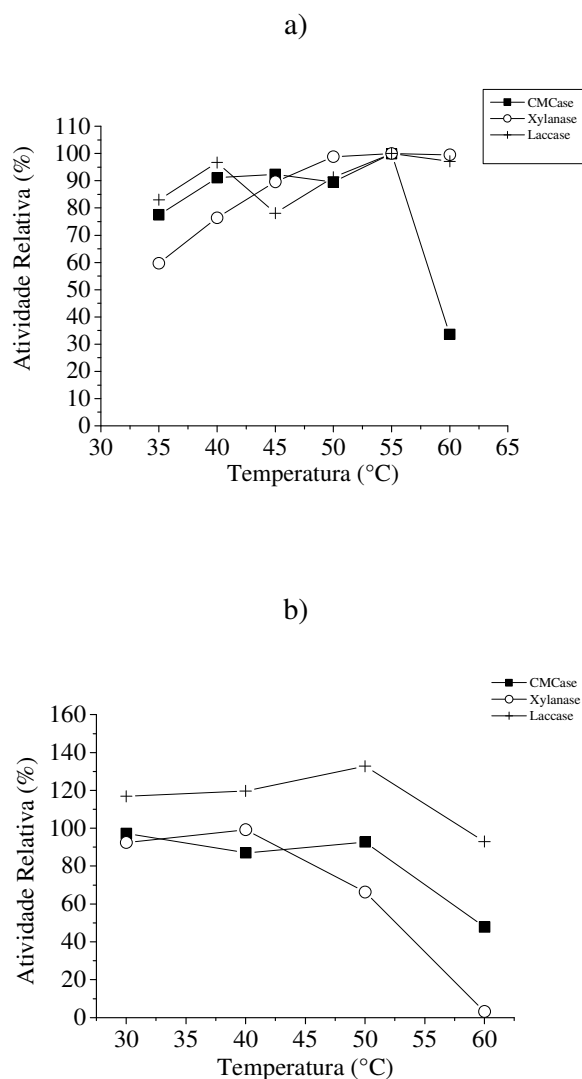 a)
CMCase
Xylanase
Laccase
110
100
90
80
70
60
50
40
30
20
10
0
Atividade Relativa (%)
30 35 40 45 50 55 60 65
Temperatura (°C)
b)
CMCase
Xylanase
Laccase
160
140
120
100
80
60
40
20
0
Atividade Relativa (%)
30 35 40 45 50 55 60
Temperatura (°C)